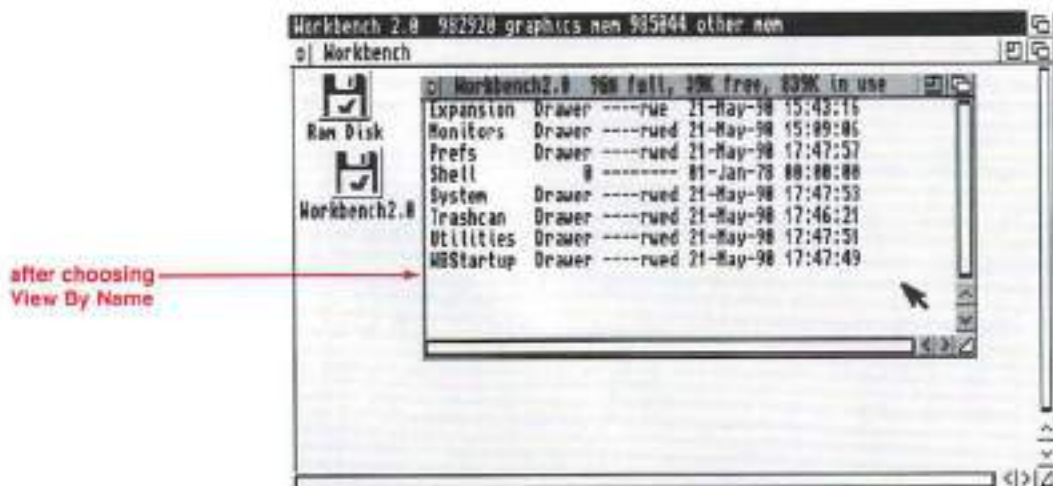 Workbench 2.0 982920 graphics mem 985044 other mem
Workbench
Ram Disk
Workbench2.0
Workbench2.0 96% full, 39K free, 839K in use
Expansion Drawer ----rwe 21-May-90 15:43:16
Monitors Drawer ----rwed 21-May-90 15:09:06
Prefs Drawer ----rwed 21-May-90 17:47:57
Shell 0 -------- 01-Jan-78 00:00:00
System Drawer ----rwed 21-May-90 17:47:53
Trashcan Drawer ----rwed 21-May-90 17:46:21
Utilities Drawer ----rwed 21-May-90 17:47:51
WBStartup Drawer ----rwed 21-May-90 17:47:49
after choosing
View By Name